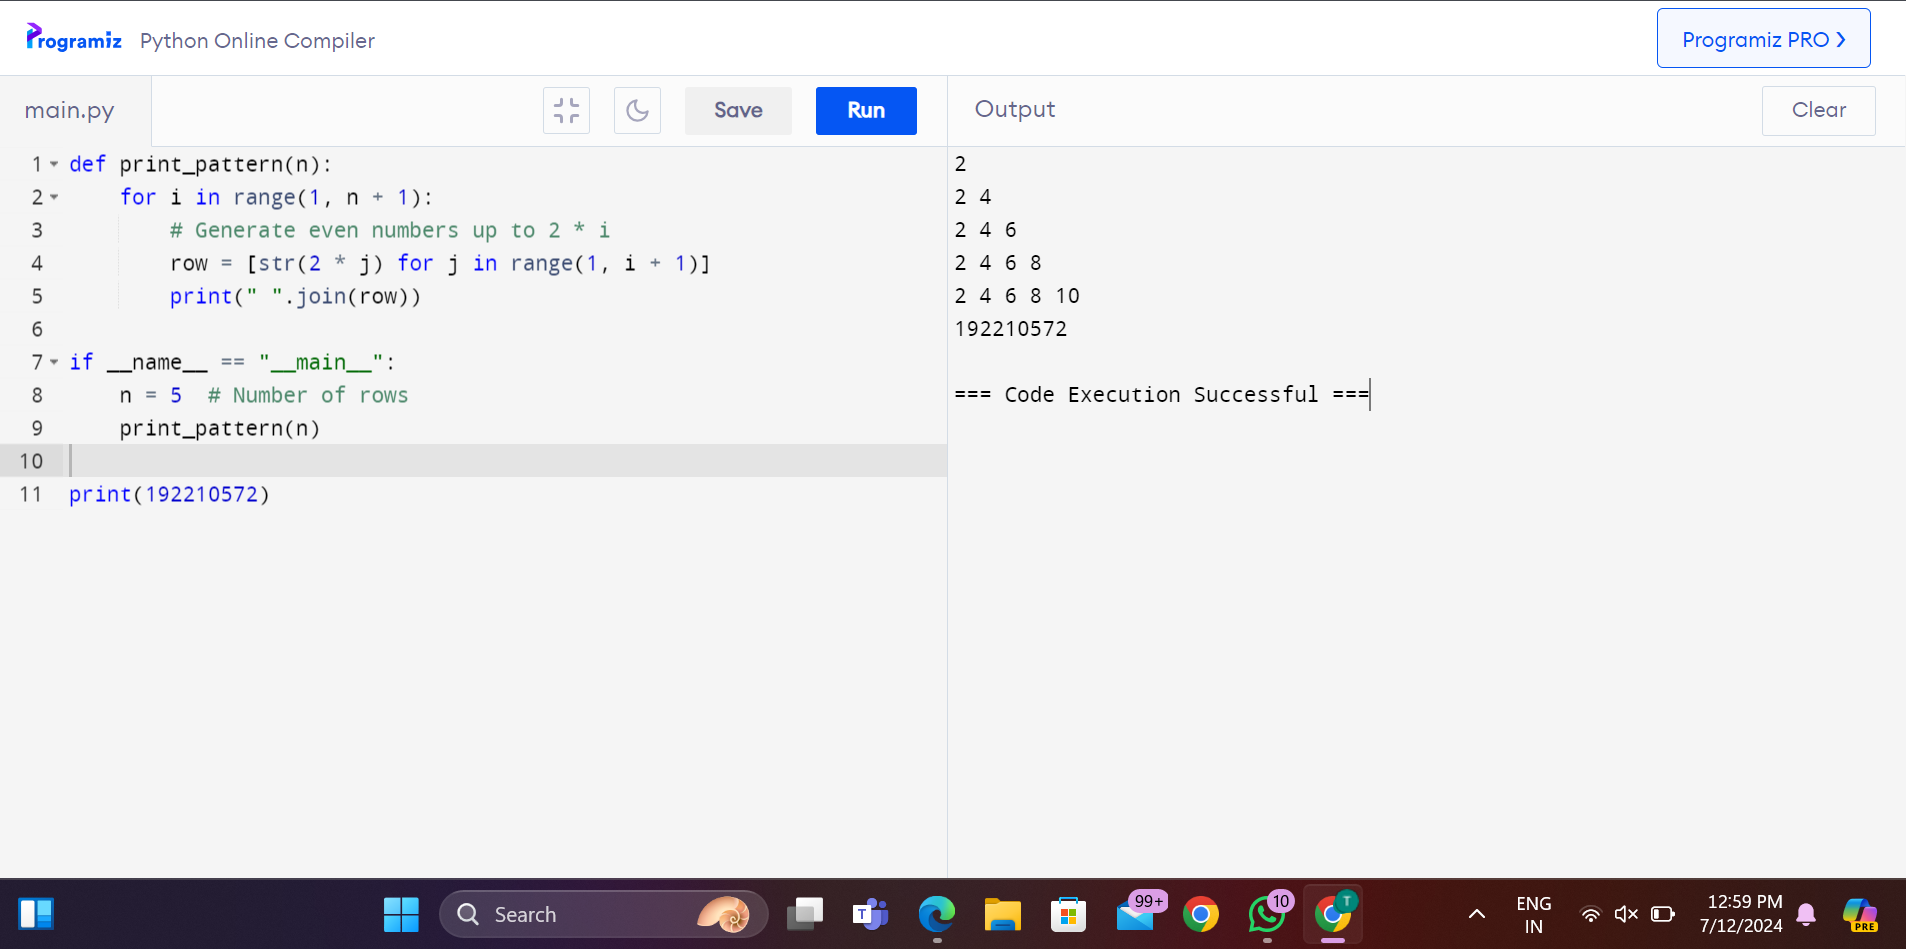 Programiz Python Online Compiler
Programiz PRO
main.py
Save
Run
Output
Clear
1 def print_pattern(n):
2     for i in range(1, n + 1):
3         # Generate even numbers up to 2 * i
4         row = [str(2 * j) for j in range(1, i + 1)]
5         print(" ".join(row))
6
7 if __name__ == "__main__":
8     n = 5  # Number of rows
9     print_pattern(n)
10
11 print(192210572)
2
2 4
2 4 6
2 4 6 8
2 4 6 8 10
192210572
=== Code Execution Successful ===
Search
T
99+
10
T
ENG
IN
12:59 PM
7/12/2024
PRE